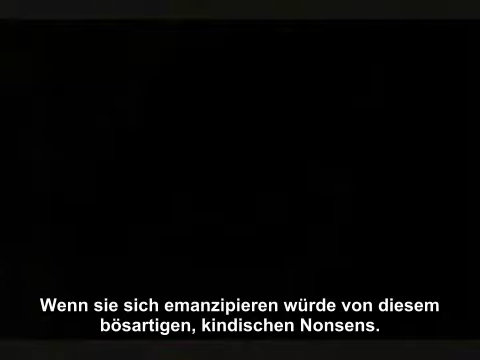 Wenn sie sich emanzipieren würde von diesem
bösartigen, kindischen Nonsens.